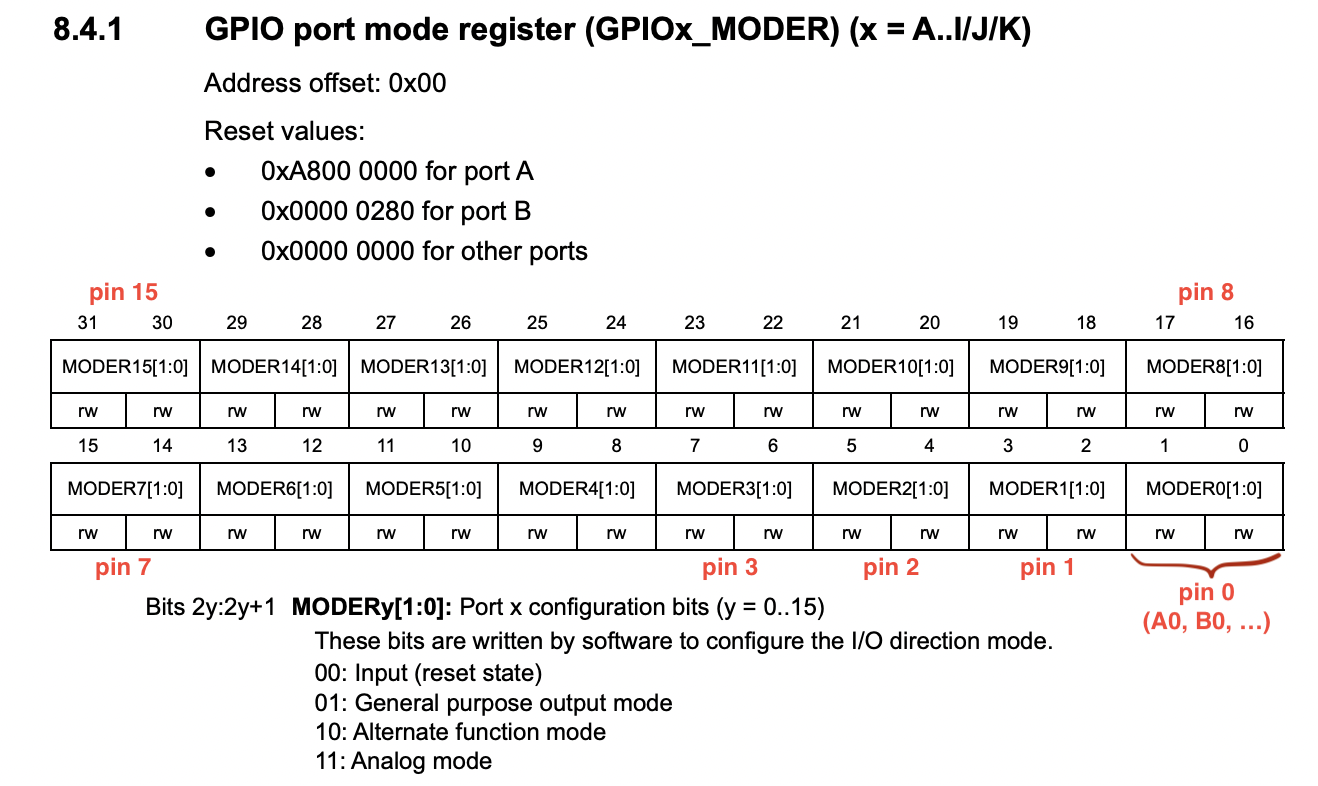 8.4.1 GPIO port mode register (GPIOx_MODER) (x = A..I/J/K)
Address offset: 0x00
Reset values:
• 0xA800 0000 for port A
• 0x0000 0280 for port B
• 0x0000 0000 for other ports
pin 15 pin 8
31 30 29 28 27 26 25 24 23 22 21 20 19 18 17 16
MODER15[1:0] MODER14[1:0] MODER13[1:0] MODER12[1:0] MODER11[1:0] MODER10[1:0] MODER9[1:0] MODER8[1:0]
rw rw rw rw rw rw rw rw rw rw rw rw rw rw rw rw
15 14 13 12 11 10 9 8 7 6 5 4 3 2 1 0
MODER7[1:0] MODER6[1:0] MODER5[1:0] MODER4[1:0] MODER3[1:0] MODER2[1:0] MODER1[1:0] MODER0[1:0]
rw rw rw rw rw rw rw rw rw rw rw rw rw rw rw rw
pin 7 pin 3 pin 2 pin 1
pin 0
(A0, B0, ...)
Bits 2y:2y+1 MODERy[1:0]: Port x configuration bits (y = 0..15)
These bits are written by software to configure the I/O direction mode.
00: Input (reset state)
01: General purpose output mode
10: Alternate function mode
11: Analog mode